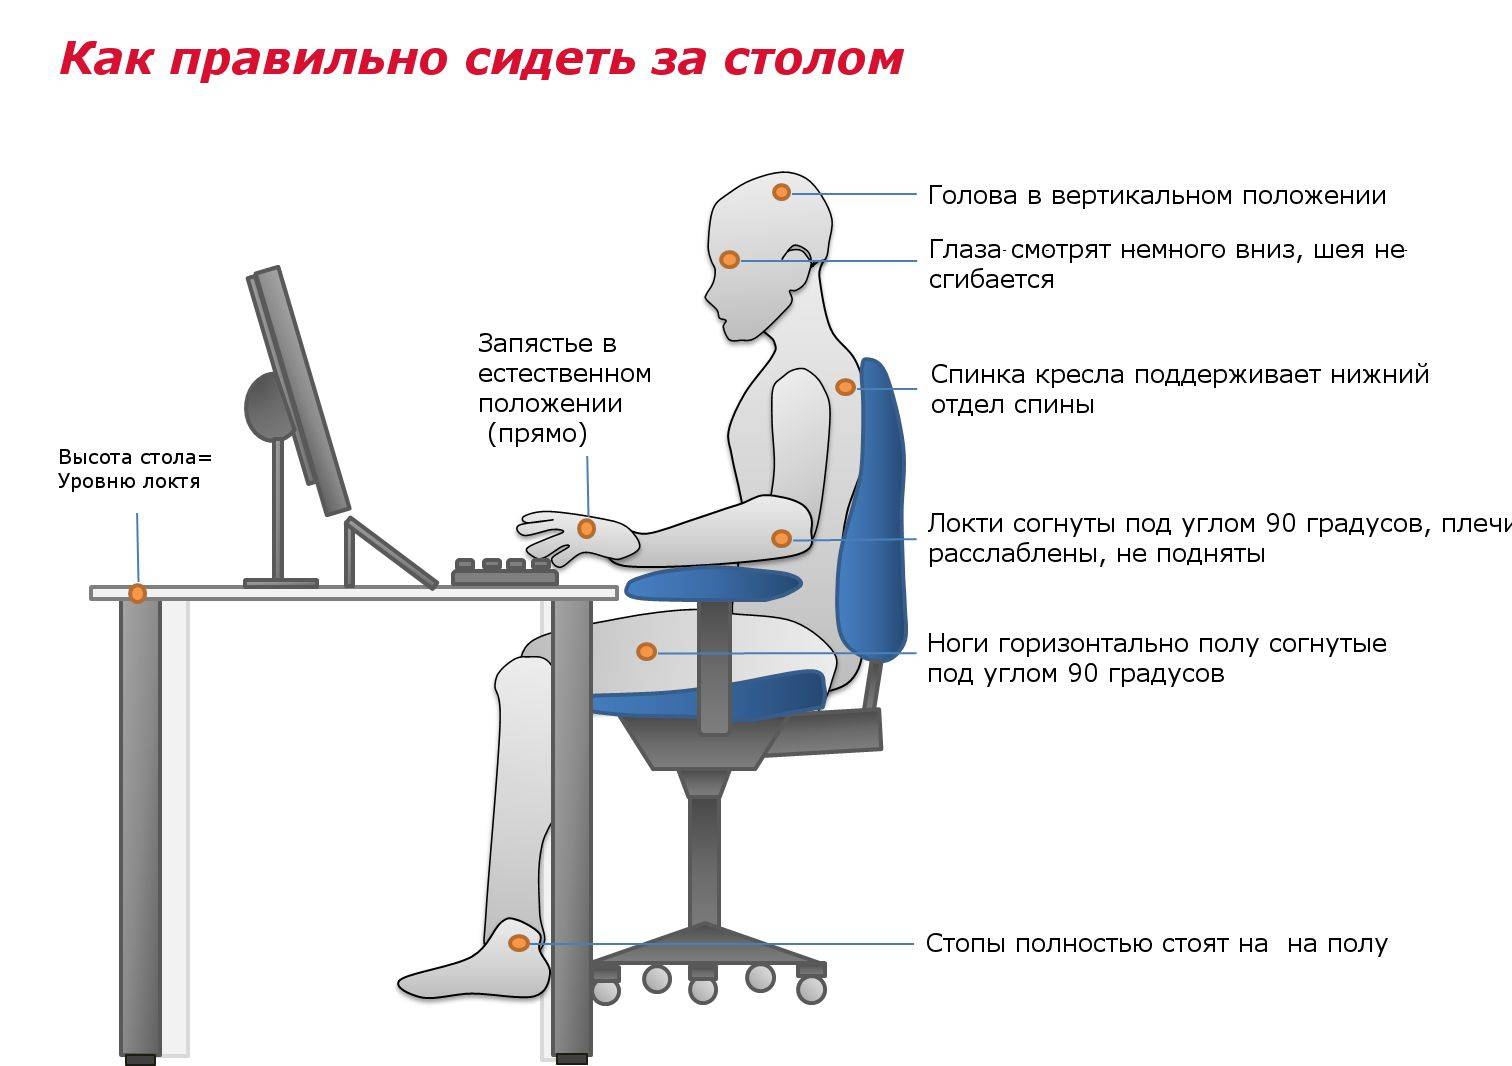 Как правильно сидеть за столом
Голова в вертикальном положении
Глаза смотрят немного вниз, шея не
сгибается
Запястье в
естественном
положении
(прямо)
Спинка кресла поддерживает нижний
отдел спины
Высота стола=
Уровню локтя
Локти согнуты под углом 90 градусов, плечи
расслаблены, не подняты
Ноги горизонтально полу согнутые
под углом 90 градусов
Стопы полностью стоят на на полу